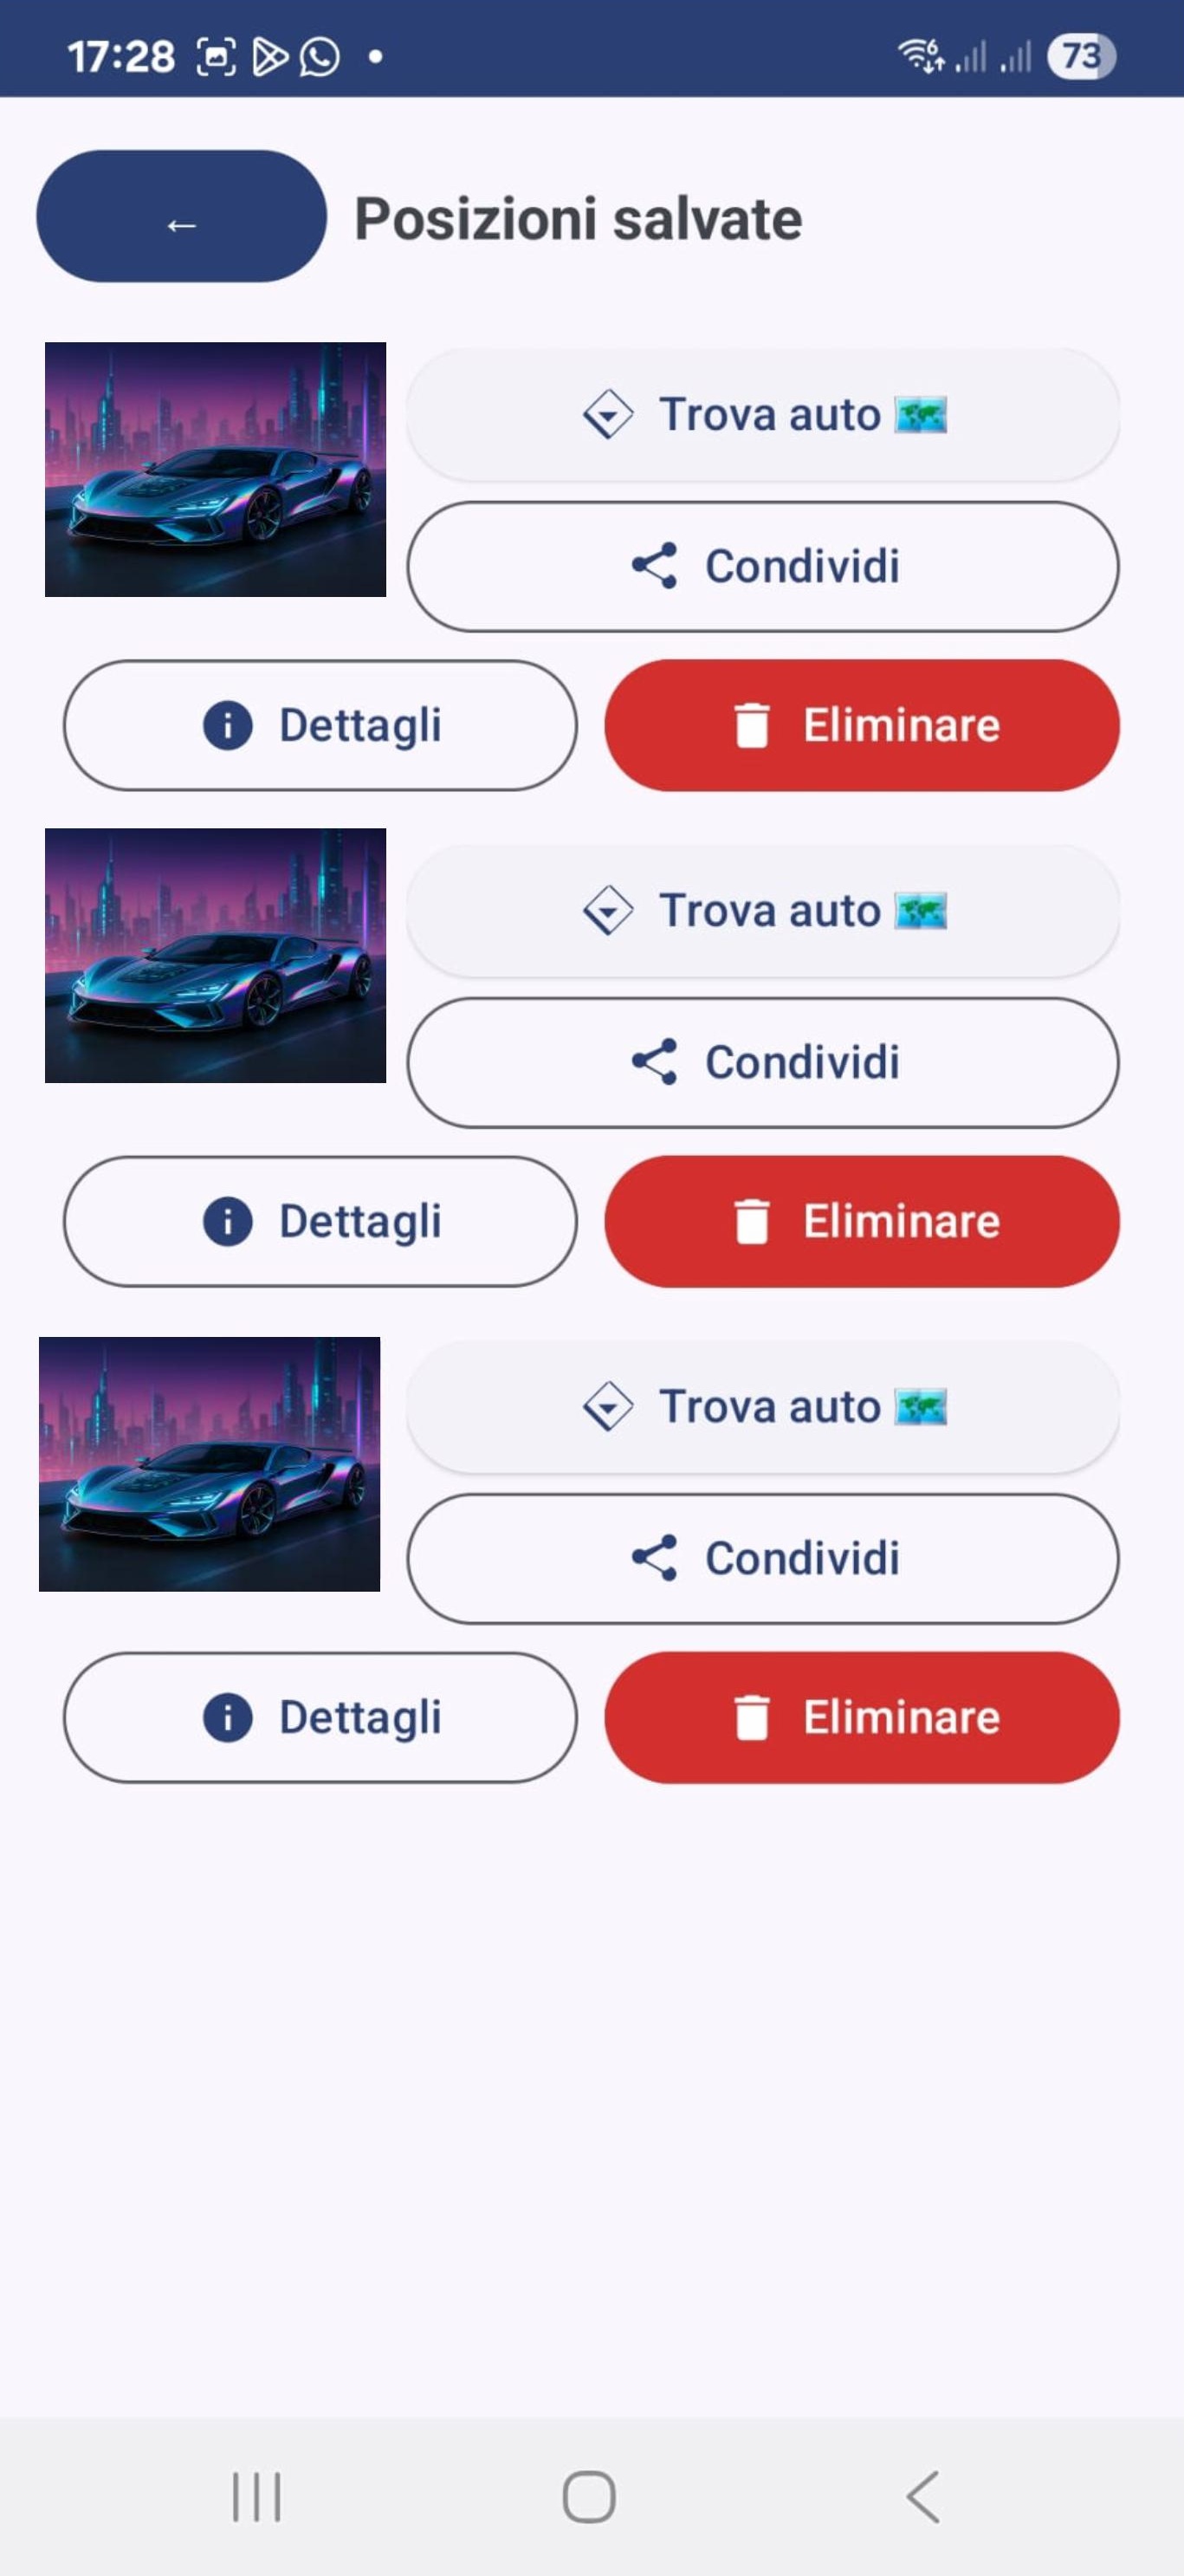 17:28
73
← Posizioni salvate
Trova auto
Condividi
Dettagli
Eliminare
Trova auto
Condividi
Dettagli
Eliminare
Trova auto
Condividi
Dettagli
Eliminare